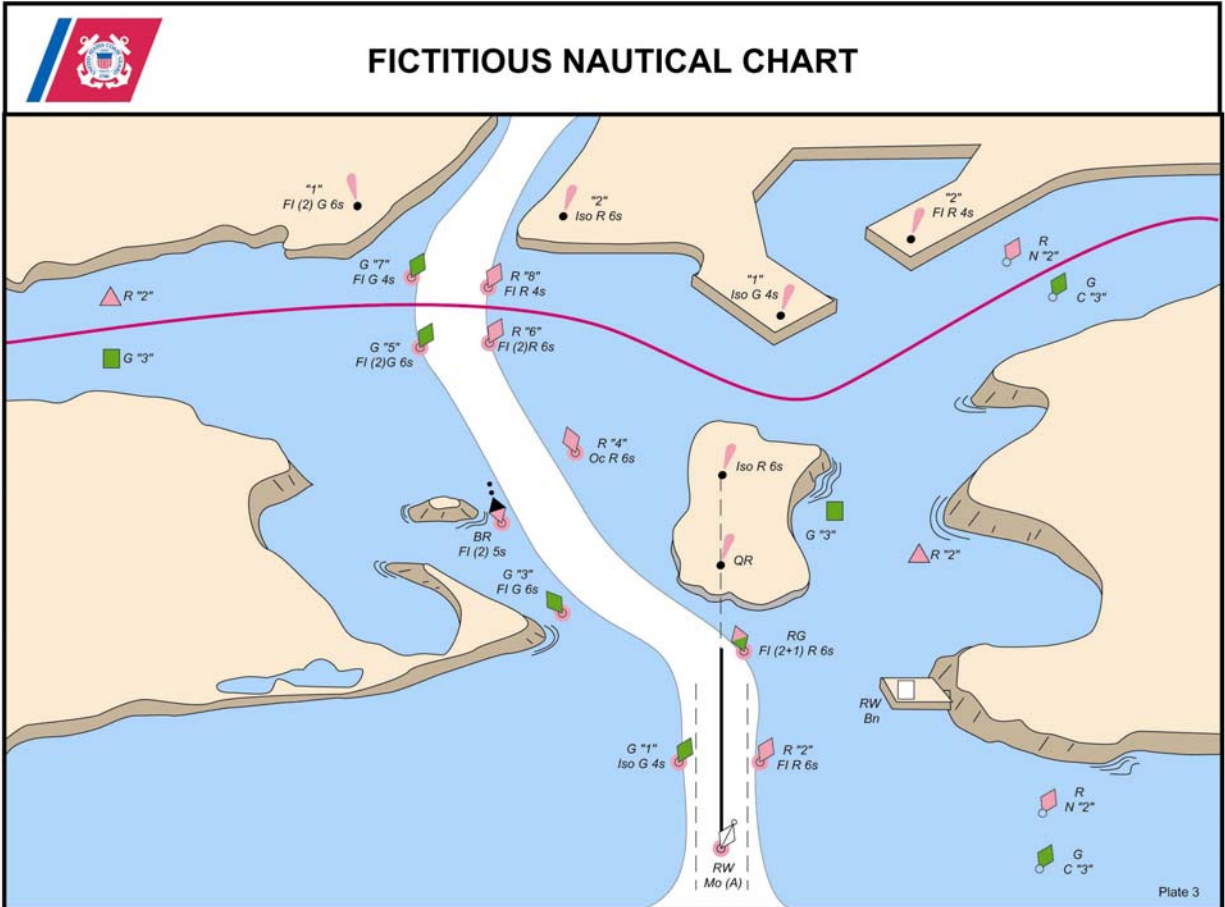 FICTITIOUS NAUTICAL CHART
"1"
Fl (2) G 6s
"2"
Iso R 6s
"2"
Fl R 4s
R
N "2"
G "7"
Fl G 4s
R "8"
Fl R 4s
"1"
Iso G 4s
G
C "3"
R "2"
G "3"
G "5"
Fl (2)G 6s
R "6"
Fl (2)R 6s
R "4"
Oc R 6s
Iso R 6s
BR
Fl (2) 5s
G "3"
R "2"
QR
G "3"
Fl G 6s
RG
Fl (2+1) R 6s
RW
Bn
G "1"
Iso G 4s
R "2"
Fl R 6s
R
N "2"
RW
Mo (A)
G
C "3"
Plate 3